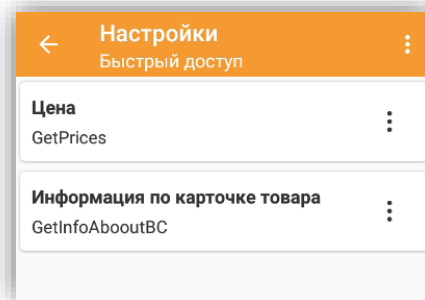 Настройки
Быстрый доступ
Цена
GetPrices
Информация по карточке товара
GetInfoAbooutBC